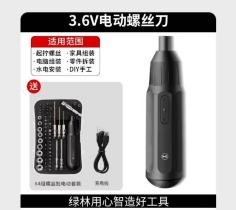 3.6V电动螺丝刀
适用范围
· 起拧螺丝 · 家具组装
· 电脑组装 · 零件拆装
· 水电安装 · DIY手工
送
充电线
绿林用心智造好工具